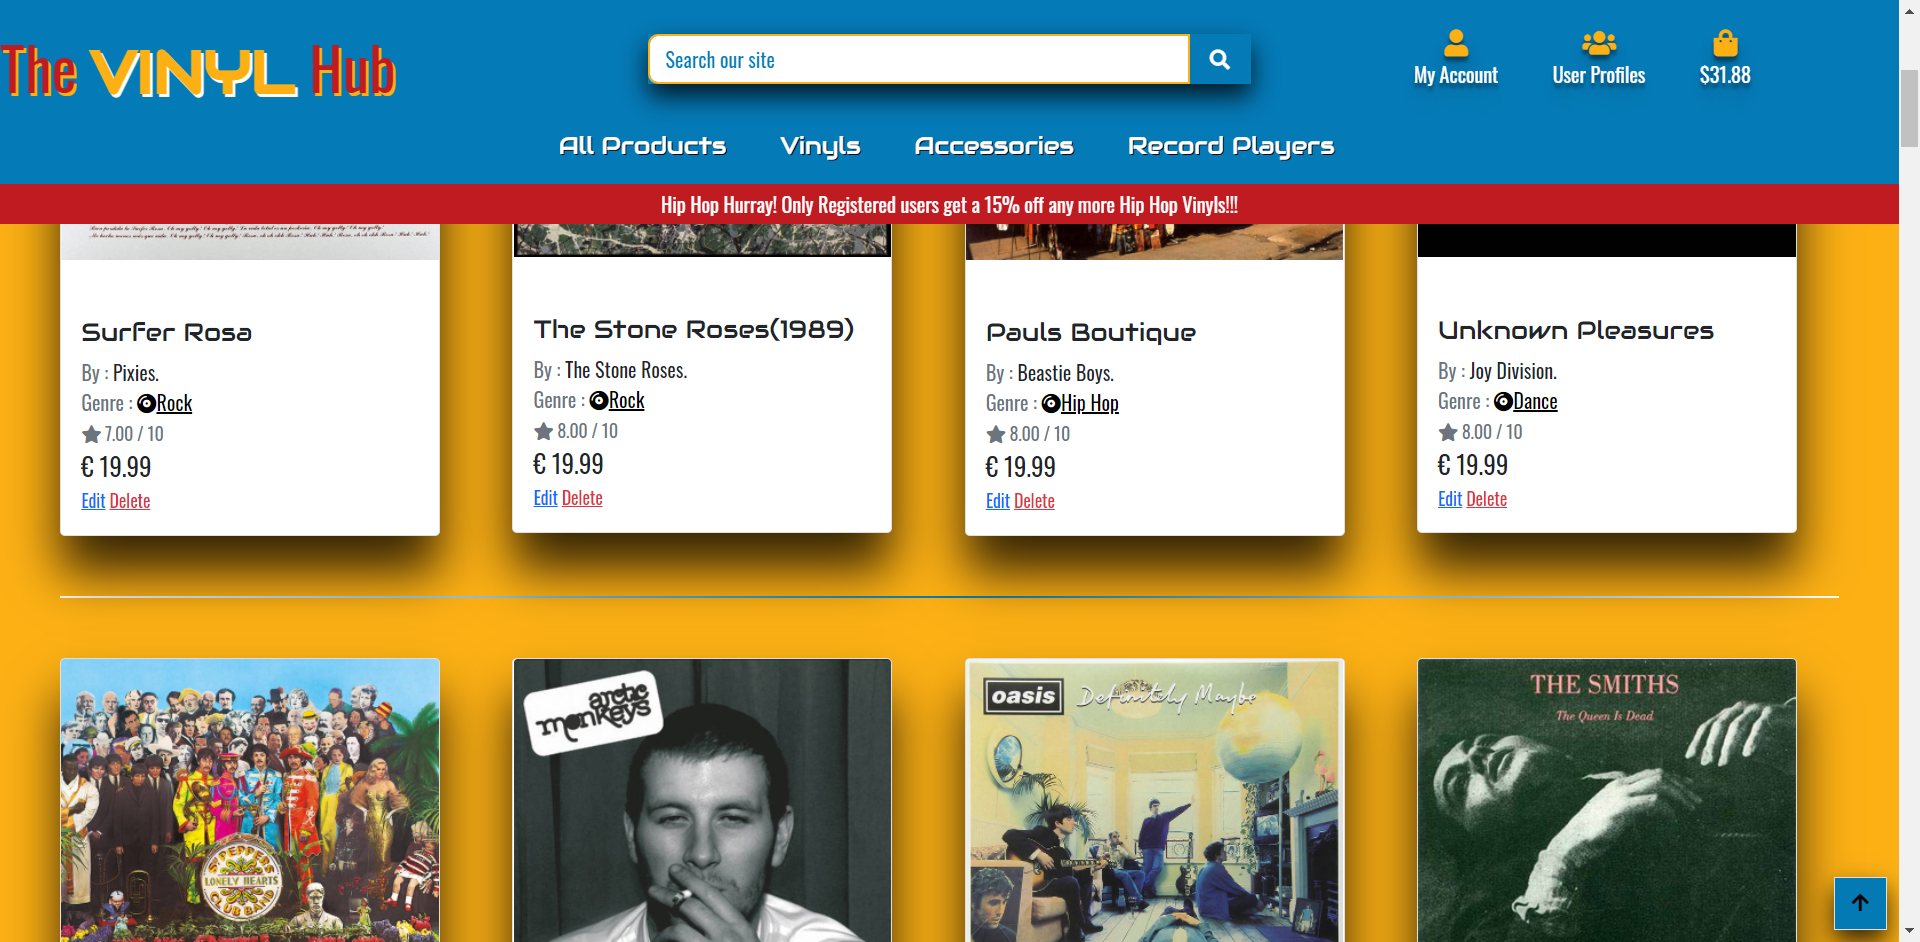 The VINYL Hub
Search our site
My Account
User Profiles
$31.88
All Products
Vinyls
Accessories
Record Players
Hip Hop Hurray! Only Registered users get a 15% off any more Hip Hop Vinyls!!!
Surfer Rosa
By : Pixies.
Genre : Rock
7.00 / 10
€ 19.99
Edit Delete
The Stone Roses(1989)
By : The Stone Roses.
Genre : Rock
8.00 / 10
€ 19.99
Edit Delete
Pauls Boutique
By : Beastie Boys.
Genre : Hip Hop
8.00 / 10
€ 19.99
Edit Delete
Unknown Pleasures
By : Joy Division.
Genre : Dance
8.00 / 10
€ 19.99
Edit Delete
SGT. PEPPERS
LONELY HEARTS
CLUB BAND
arctic
monkeys
oasis
Definitely Maybe
THE SMITHS
The Queen Is Dead